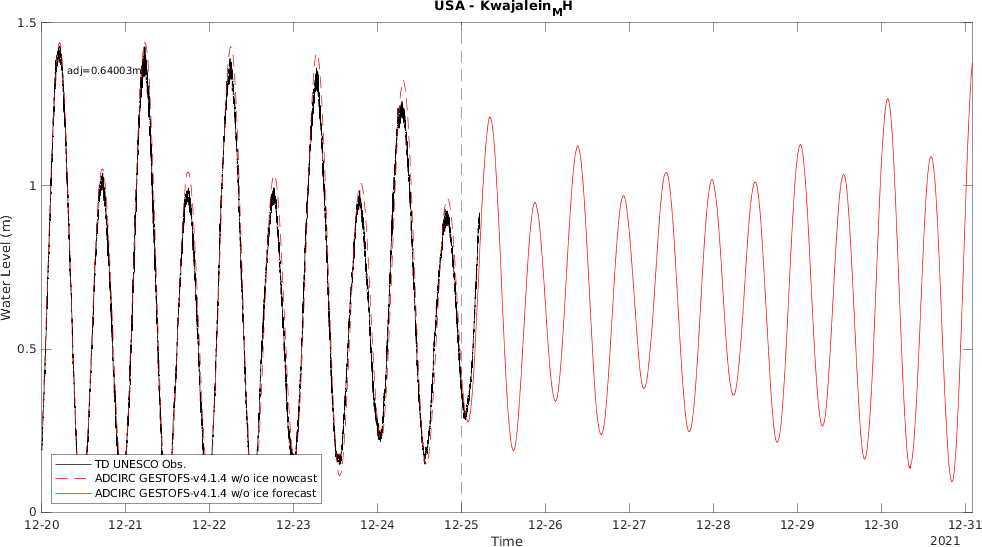 USA - Kwajalein_MH
1.5
adj=0.64003m
1
Water Level (m)
0.5
TD UNESCO Obs.
ADCIRC GESTOFS-v4.1.4 w/o ice nowcast
ADCIRC GESTOFS-v4.1.4 w/o ice forecast
0
12-20 12-21 12-22 12-23 12-24 12-25 12-26 12-27 12-28 12-29 12-30 12-31
Time
2021